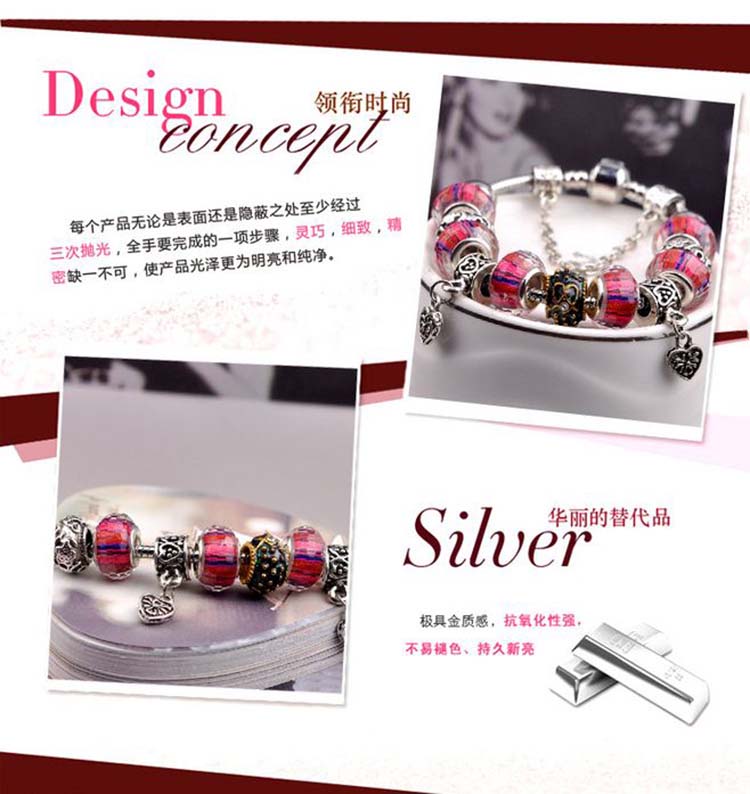 Design
领衔时尚
concept
每个产品无论是表面还是隐蔽之处至少经过
三次抛光，全手要完成的一项步骤，灵巧，细致，精
密缺一不可，使产品光泽更为明亮和纯净。
华丽的替代品
Silver
极具金质感，抗氧化性强，
不易褪色、持久新亮